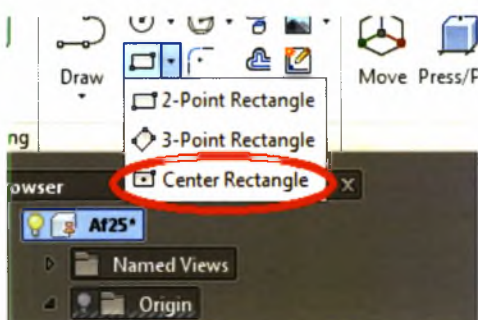 Draw
Move Press/P
2-Point Rectangle
3-Point Rectangle
ng
Center Rectangle
owser
x
Af25*
Named Views
Origin